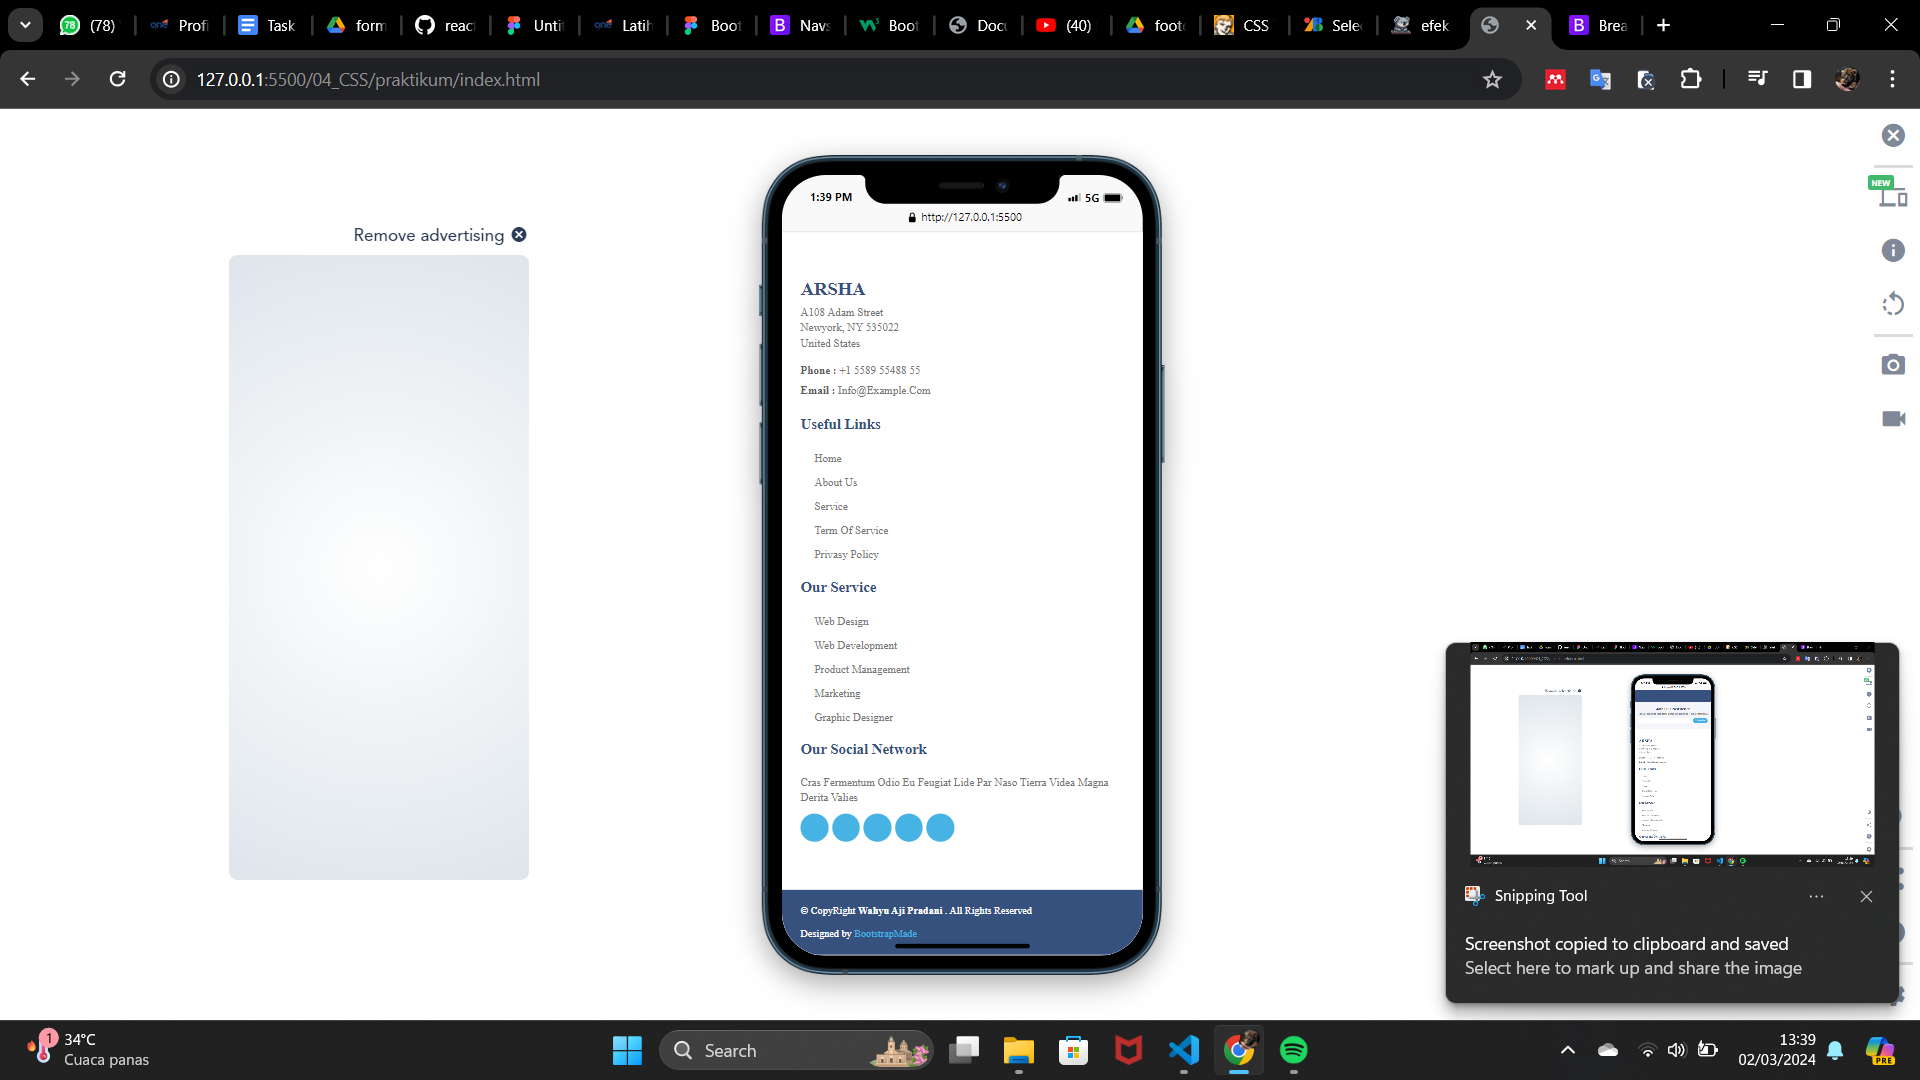 78
(78)
Profi
Task
form
reac
Unti
Latih
Boot
B
Navs
Boot
Docu
(40)
foote
CSS
Sele
efek
B
Brea
127.0.0.1:5500/04_CSS/praktikum/index.html
NEW
Remove advertising
1:39 PM
5G
http://127.0.0.1:5500
ARSHA
A108 Adam Street
Newyork, NY 535022
United States
Phone : +1 5589 55488 55
Email : Info@Example.Com
Useful Links
Home
About Us
Service
Term Of Service
Privasy Policy
Our Service
Web Design
Web Development
Product Management
Marketing
Graphic Designer
Our Social Network
Cras Fermentum Odio Eu Feugiat Lide Par Naso Tierra Videa Magna
Derita Valies
© CopyRight Wahyu Aji Pradani . All Rights Reserved
Designed by BootstrapMade
Snipping Tool
Screenshot copied to clipboard and saved
Select here to mark up and share the image
1
34°C
Cuaca panas
Search
13:39
02/03/2024
PRE